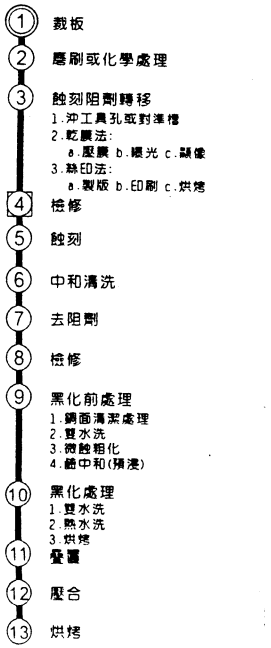 1 裁板
2 磨刷或化學處理
3 蝕刻阻劑轉移
1.沖工具孔或對準檔
2.乾膜法:
a.壓膜 b.曝光 c.顯像
3.絲印法:
a.製版 b.印刷 c.烘烤
4 檢修
5 蝕刻
6 中和清洗
7 去阻劑
8 檢修
9 黑化前處理
1.銅面清潔處理
2.雙水洗
3.微蝕粗化
4.鹼中和(預浸)
10 黑化處理
1.雙水洗
2.熱水洗
3.烘烤
11 疊置
12 壓合
13 烘烤